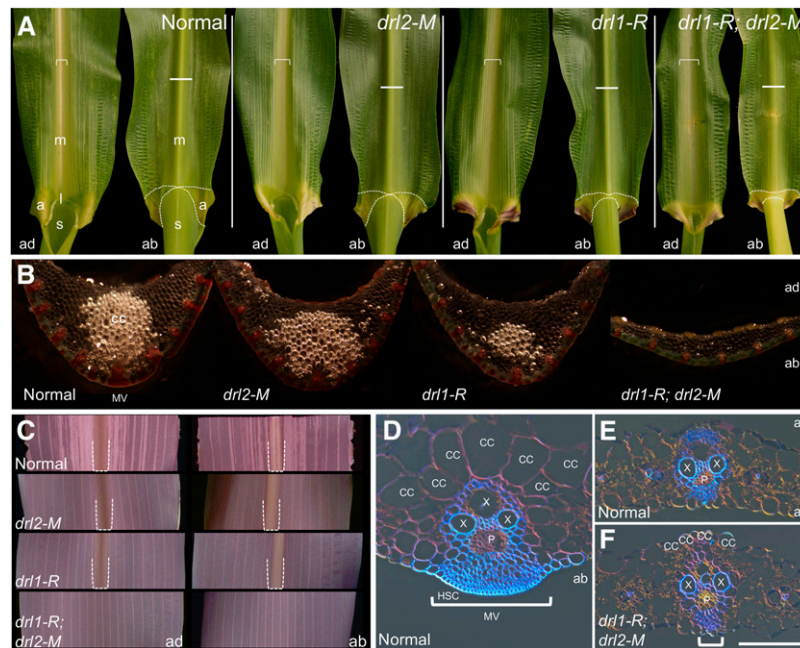 A Normal drl2-M drl1-R drl1-R; drl2-M
m m
a l a
s s
ad ab ad ab ad ab ad ab
B
cc ad
ab
Normal MV drl2-M drl1-R drl1-R; drl2-M
C
Normal
drl2-M
drl1-R
drl1-R;
drl2-M ad ab
D
CC CC CC CC CC CC CC
X
X X
P
ab
HSC
MV
Normal
E a
X X
P
Normal a
F
CC CC CC CC
X X
P
drl1-R;
drl2-M